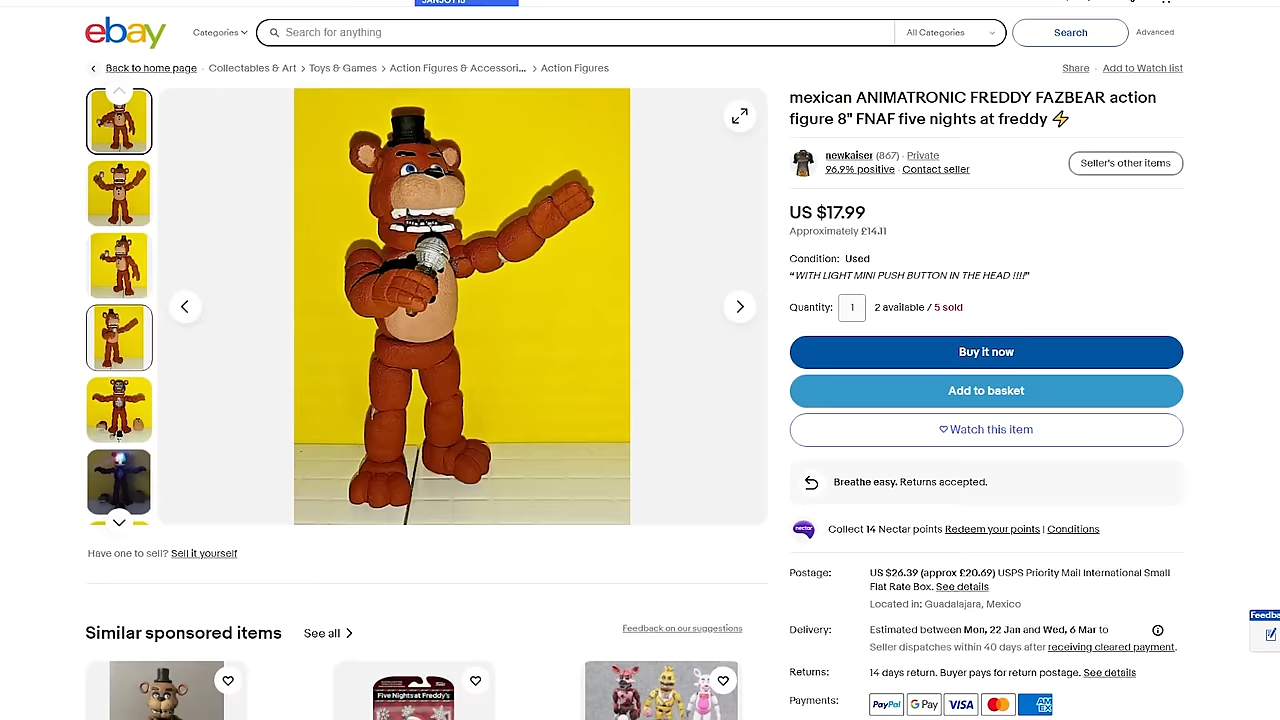 ebay
Categories
Search for anything
All Categories
Search
Advanced
Back to home page
Collectables & Art
Toys & Games
Action Figures & Accessori...
Action Figures
Share
Add to Watch list
mexican ANIMATRONIC FREDDY FAZBEAR action
figure 8" FNAF five nights at freddy ⚡
newkaiser (867) · Private
96.9% positive · Contact seller
Seller's other items
US $17.99
Approximately £14.11
Condition: Used
“WITH LIGHT MINI PUSH BUTTON IN THE HEAD !!!!”
Quantity: 1 2 available / 5 sold
Buy it now
Add to basket
Watch this item
Breathe easy. Returns accepted.
nectar Collect 14 Nectar points Redeem your points | Conditions
Postage: US $26.39 (approx £20.69) USPS Priority Mail International Small
Flat Rate Box. See details
Located in: Guadalajara, Mexico
Delivery: Estimated between Mon, 22 Jan and Wed, 6 Mar to
Seller dispatches within 40 days after receiving cleared payment.
Returns: 14 days return. Buyer pays for return postage. See details
Payments: PayPal G Pay VISA MasterCard AM EX
Have one to sell? Sell it yourself
Similar sponsored items See all
Feedback on our suggestions
Five Nights at Freddy's